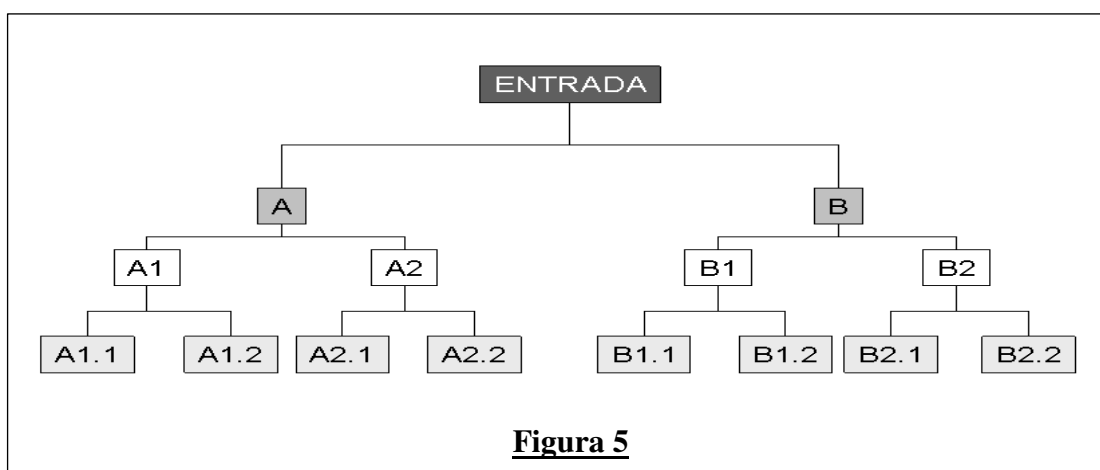 ENTRADA
A B
A1 A2 B1 B2
A1.1 A1.2 A2.1 A2.2 B1.1 B1.2 B2.1 B2.2
Figura 5